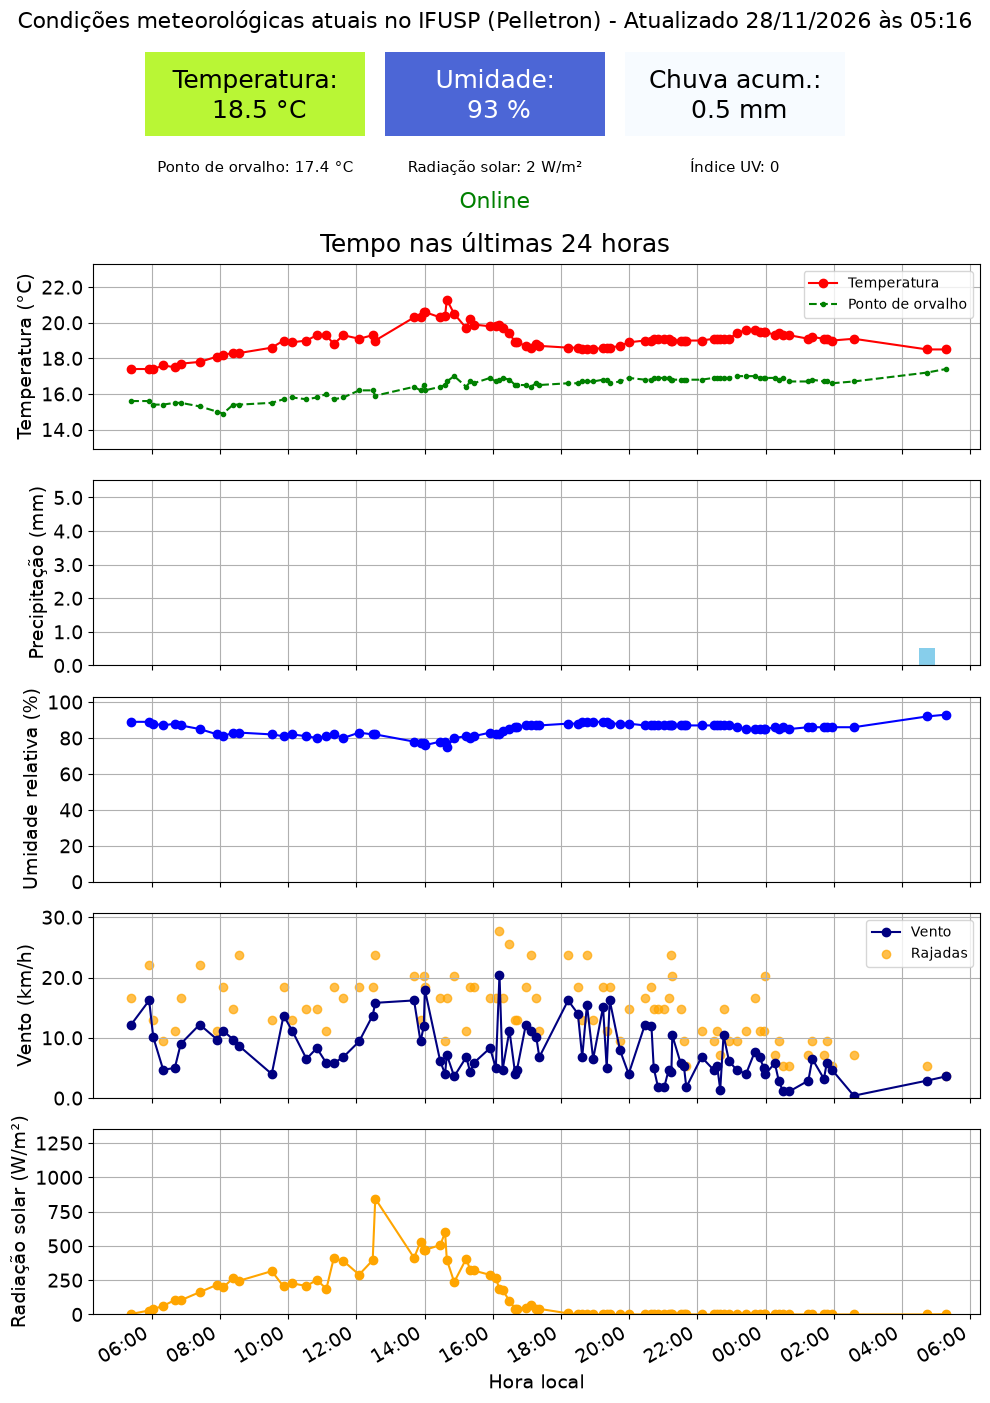 Condições meteorológicas atuais no IFUSP (Pelletron) - Atualizado 28/11/2026 às 05:16
Temperatura:
18.5 °C
Umidade:
93 %
Chuva acum.:
0.5 mm
Ponto de orvalho: 17.4 °C
Radiação solar: 2 W/m²
Índice UV: 0
Online
Tempo nas últimas 24 horas
Temperatura (°C)
22.0
20.0
18.0
16.0
14.0
Temperatura
Ponto de orvalho
Precipitação (mm)
5.0
4.0
3.0
2.0
1.0
0.0
Umidade relativa (%)
100
80
60
40
20
0
Vento (km/h)
30.0
20.0
10.0
0.0
Vento
Rajadas
Radiação solar (W/m²)
1250
1000
750
500
250
0
06:00
08:00
10:00
12:00
14:00
16:00
18:00
20:00
22:00
00:00
02:00
04:00
06:00
Hora local